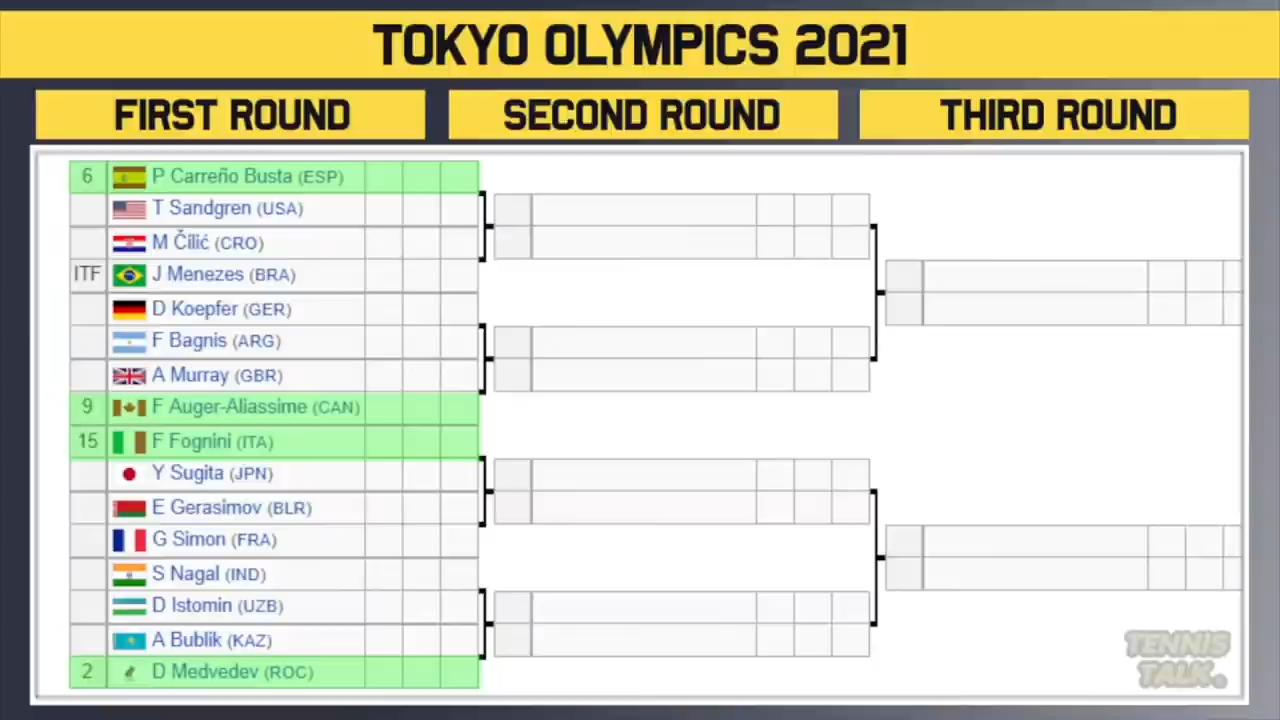 TOKYO OLYMPICS 2021
FIRST ROUND
SECOND ROUND
THIRD ROUND
6 P Carreño Busta (ESP)
T Sandgren (USA)
M Čilić (CRO)
ITF J Menezes (BRA)
D Koepfer (GER)
F Bagnis (ARG)
A Murray (GBR)
9 F Auger-Aliassime (CAN)
15 F Fognini (ITA)
Y Sugita (JPN)
E Gerasimov (BLR)
G Simon (FRA)
S Nagal (IND)
D Istomin (UZB)
A Bublik (KAZ)
2 D Medvedev (ROC)
TENNIS
TALK.